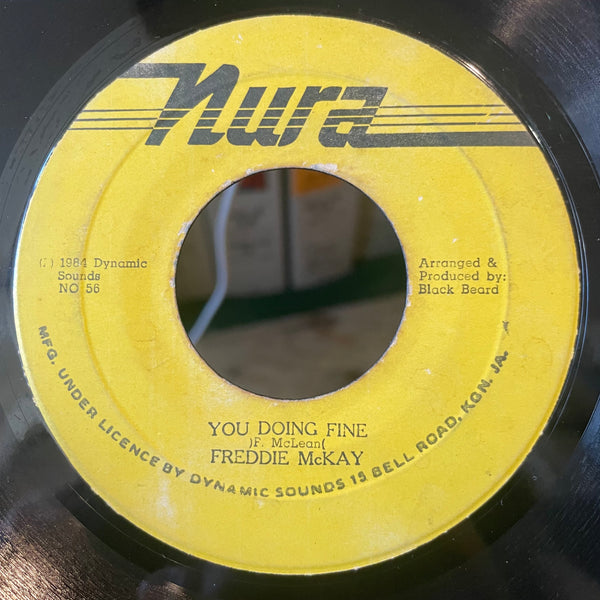 Nura
(P) 1984 Dynamic
Sounds
NO 56
Arranged &
Produced by:
Black Beard
YOU DOING FINE
)F. McLean(
FREDDIE McKAY
MFG. UNDER LICENCE BY DYNAMIC SOUNDS 15 BELL ROAD, KGN. JA.